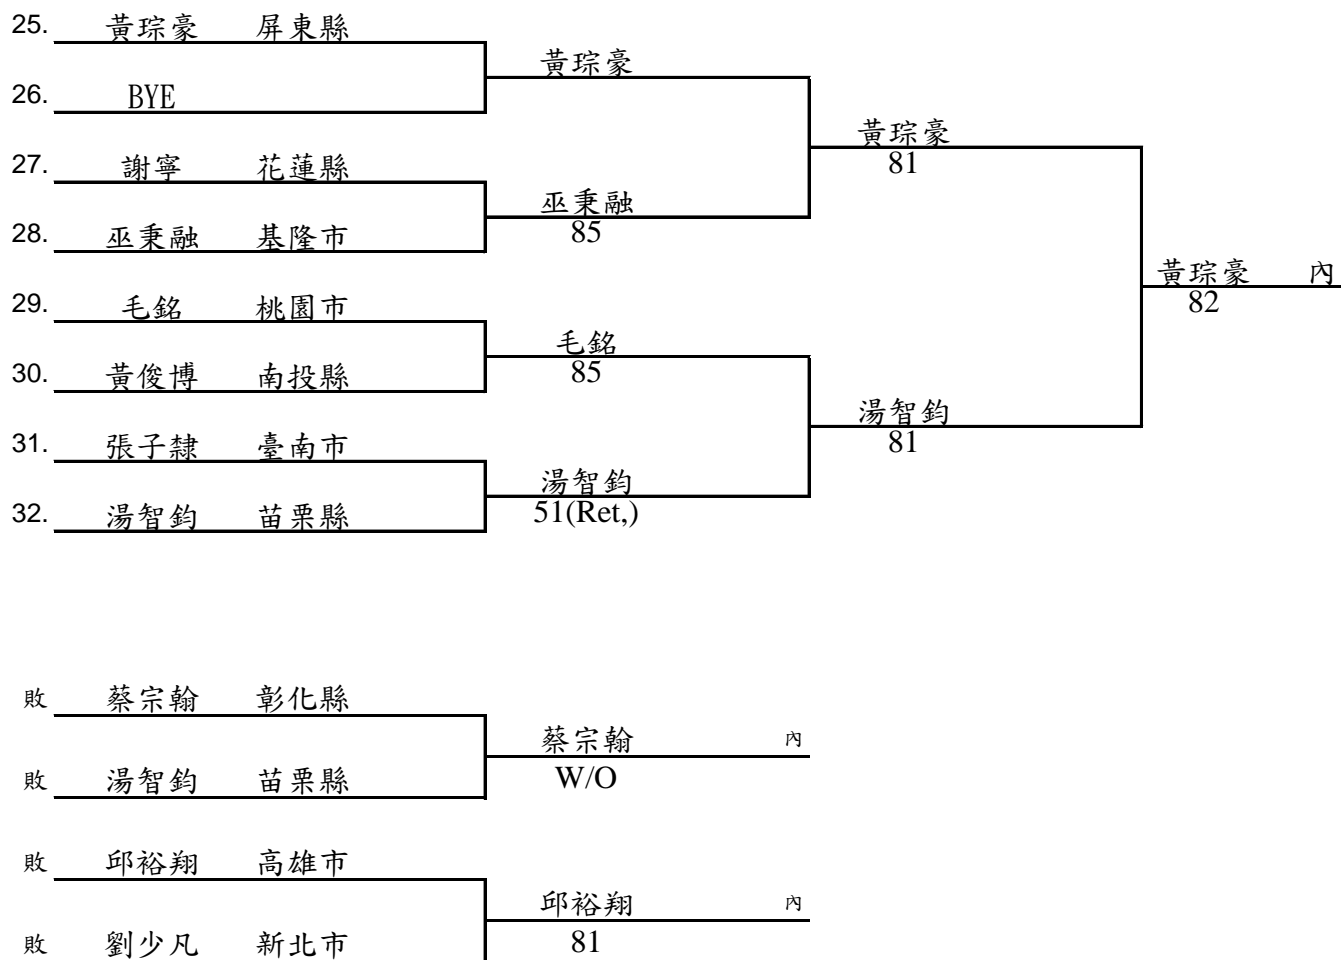 25. 黃琮豪 屏東縣
黃琮豪
26. BYE
黃琮豪
81
27. 謝寧 花蓮縣
巫秉融
85
28. 巫秉融 基隆市
黃琮豪 內
82
29. 毛銘 桃園市
毛銘
85
30. 黃俊博 南投縣
湯智鈞
81
31. 張子隸 臺南市
湯智鈞
51(Ret,)
32. 湯智鈞 苗栗縣
敗 蔡宗翰 彰化縣
蔡宗翰 內
W/O
敗 湯智鈞 苗栗縣
敗 邱裕翔 高雄市
邱裕翔 內
81
敗 劉少凡 新北市